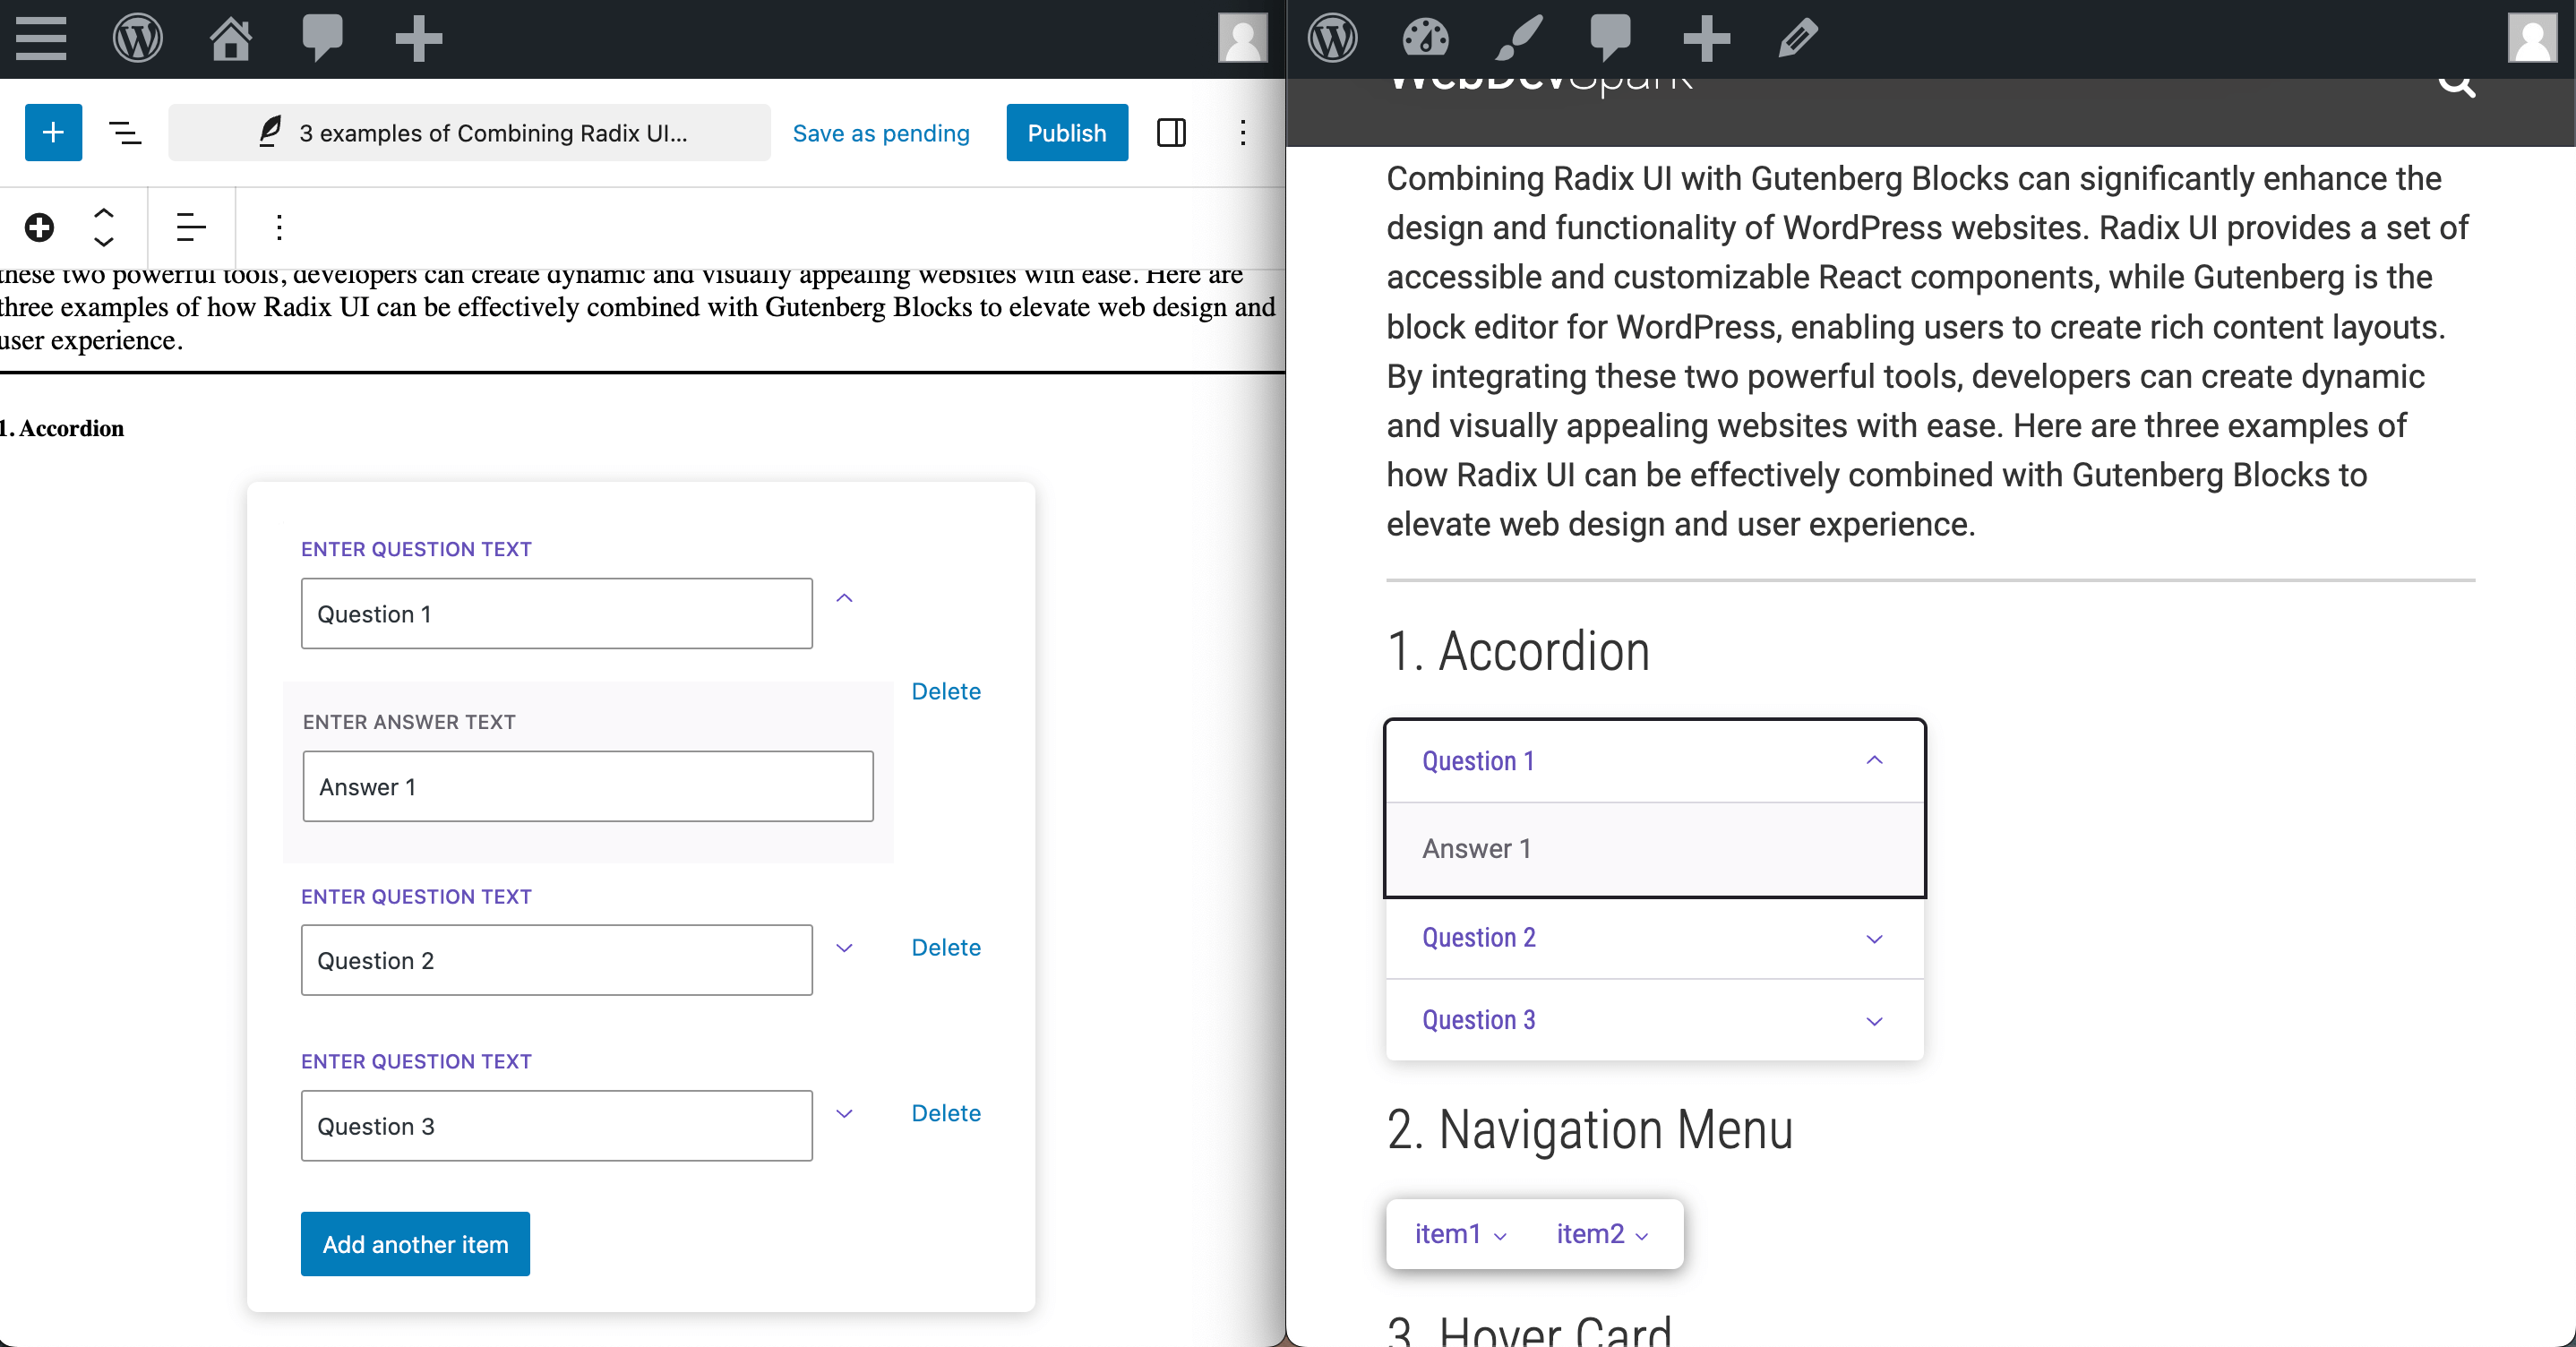 3 examples of Combining Radix UI...
Save as pending
Publish
these two powerful tools, developers can create dynamic and visually appealing websites with ease. Here are
three examples of how Radix UI can be effectively combined with Gutenberg Blocks to elevate web design and
user experience.
1. Accordion
ENTER QUESTION TEXT
Question 1
Delete
ENTER ANSWER TEXT
Answer 1
ENTER QUESTION TEXT
Question 2
Delete
ENTER QUESTION TEXT
Question 3
Delete
Add another item
WebDevSpark
Combining Radix UI with Gutenberg Blocks can significantly enhance the
design and functionality of WordPress websites. Radix UI provides a set of
accessible and customizable React components, while Gutenberg is the
block editor for WordPress, enabling users to create rich content layouts.
By integrating these two powerful tools, developers can create dynamic
and visually appealing websites with ease. Here are three examples of
how Radix UI can be effectively combined with Gutenberg Blocks to
elevate web design and user experience.
1. Accordion
Question 1
Answer 1
Question 2
Question 3
2. Navigation Menu
item1
item2
3. Hover Card